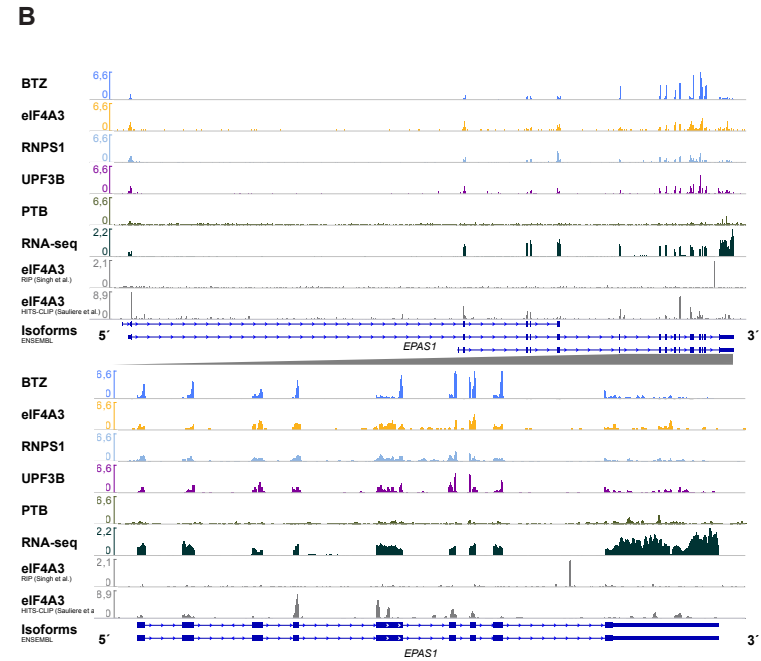 B
BTZ 6,6 0
eIF4A3 6,6 0
RNPS1 6,6 0
UPF3B 6,6 0
PTB 6,6 0
RNA-seq 2,2 0
eIF4A3 2,1 0
RIP (Singh et al.)
eIF4A3 8,9 0
HITS-CLIP (Sauliere et al.)
Isoforms 5´ 3´
ENSEMBL
EPAS1
BTZ 6,6 0
eIF4A3 6,6 0
RNPS1 6,6 0
UPF3B 6,6 0
PTB 6,6 0
RNA-seq 2,2 0
eIF4A3 2,1 0
RIP (Singh et al.)
eIF4A3 8,9 0
HITS-CLIP (Sauliere et a
Isoforms 5´ 3´
ENSEMBL
EPAS1